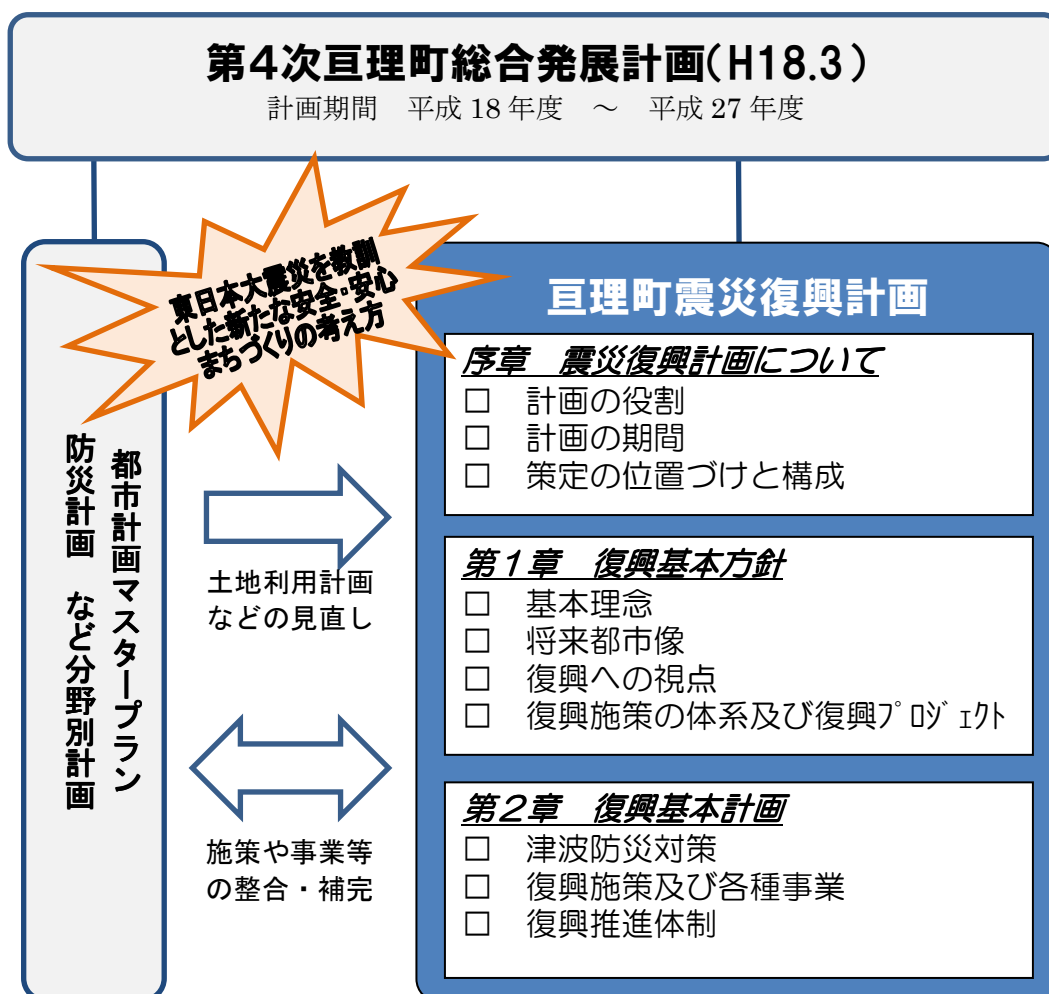 第4次亘理町総合発展計画(H18.3)
計画期間　平成 18 年度　～　平成 27 年度
東日本大震災を教訓
とした新たな安全・安心
まちづくりの考え方
都市計画マスタープラン
防災計画　など分野別計画
土地利用計画
などの見直し
施策や事業等
の整合・補完
亘理町震災復興計画
序章　震災復興計画について
□　計画の役割
□　計画の期間
□　策定の位置づけと構成
第１章　復興基本方針
□　基本理念
□　将来都市像
□　復興への視点
□　復興施策の体系及び復興ﾌﾟﾛｼﾞｪｸﾄ
第２章　復興基本計画
□　津波防災対策
□　復興施策及び各種事業
□　復興推進体制